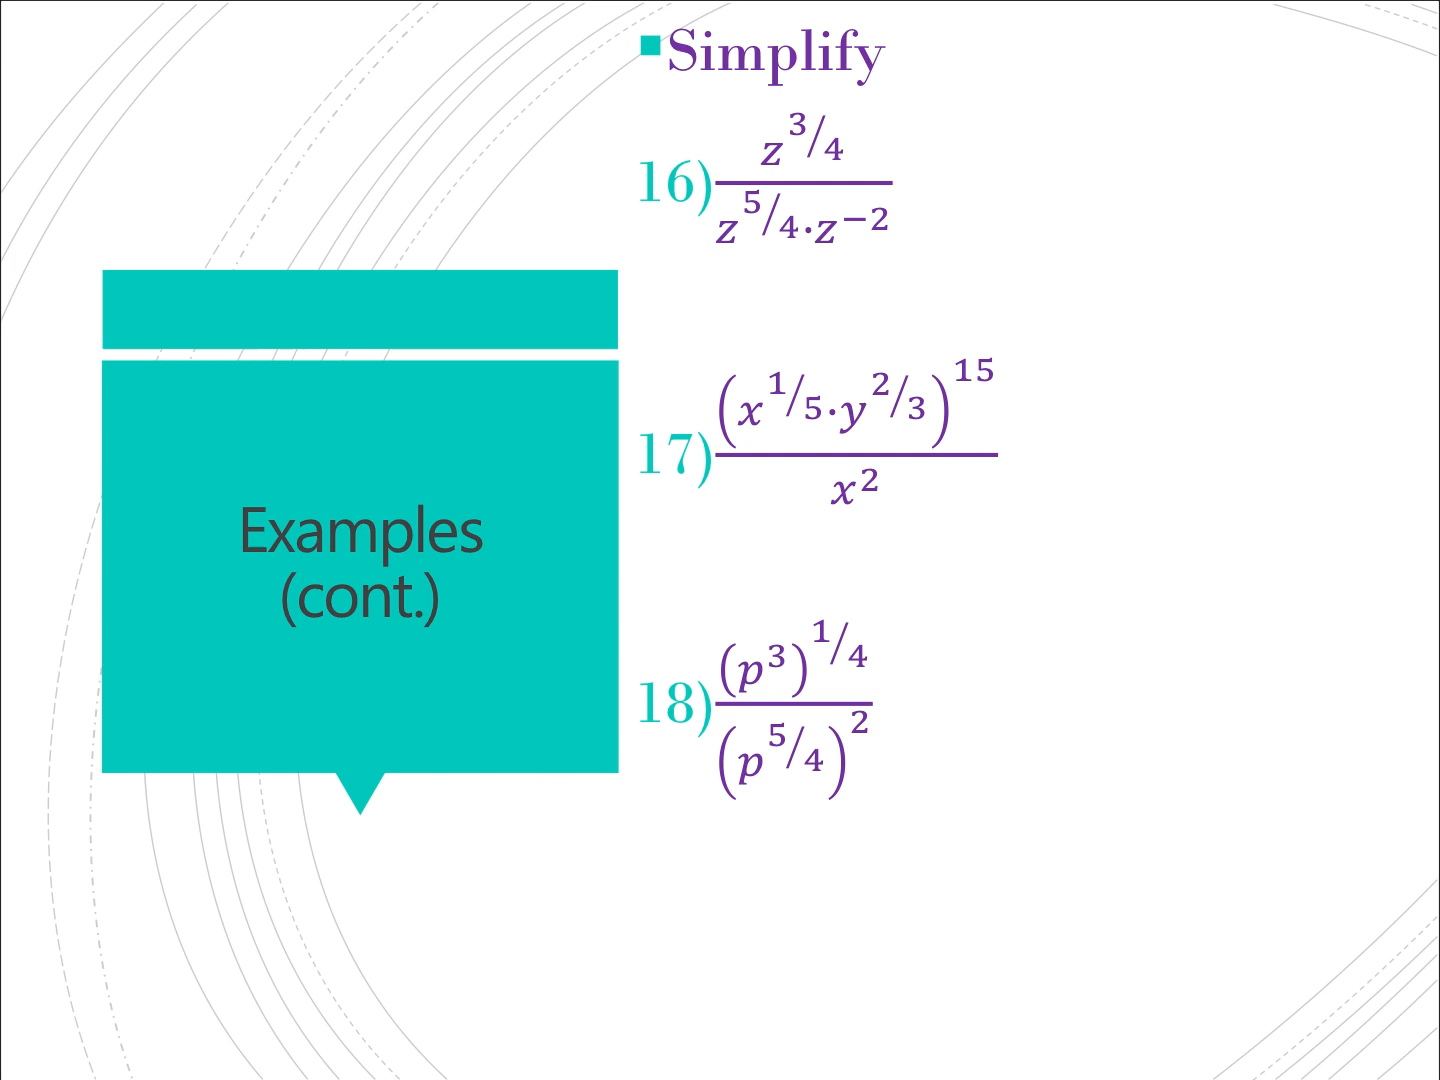 Simplify
16) z^{3/4} / (z^{5/4}·z^{−2})
17) (x^{1/5}·y^{2/3})^{15} / x^2
Examples
(cont.)
18) (p^3)^{1/4} / (p^{5/4})^2